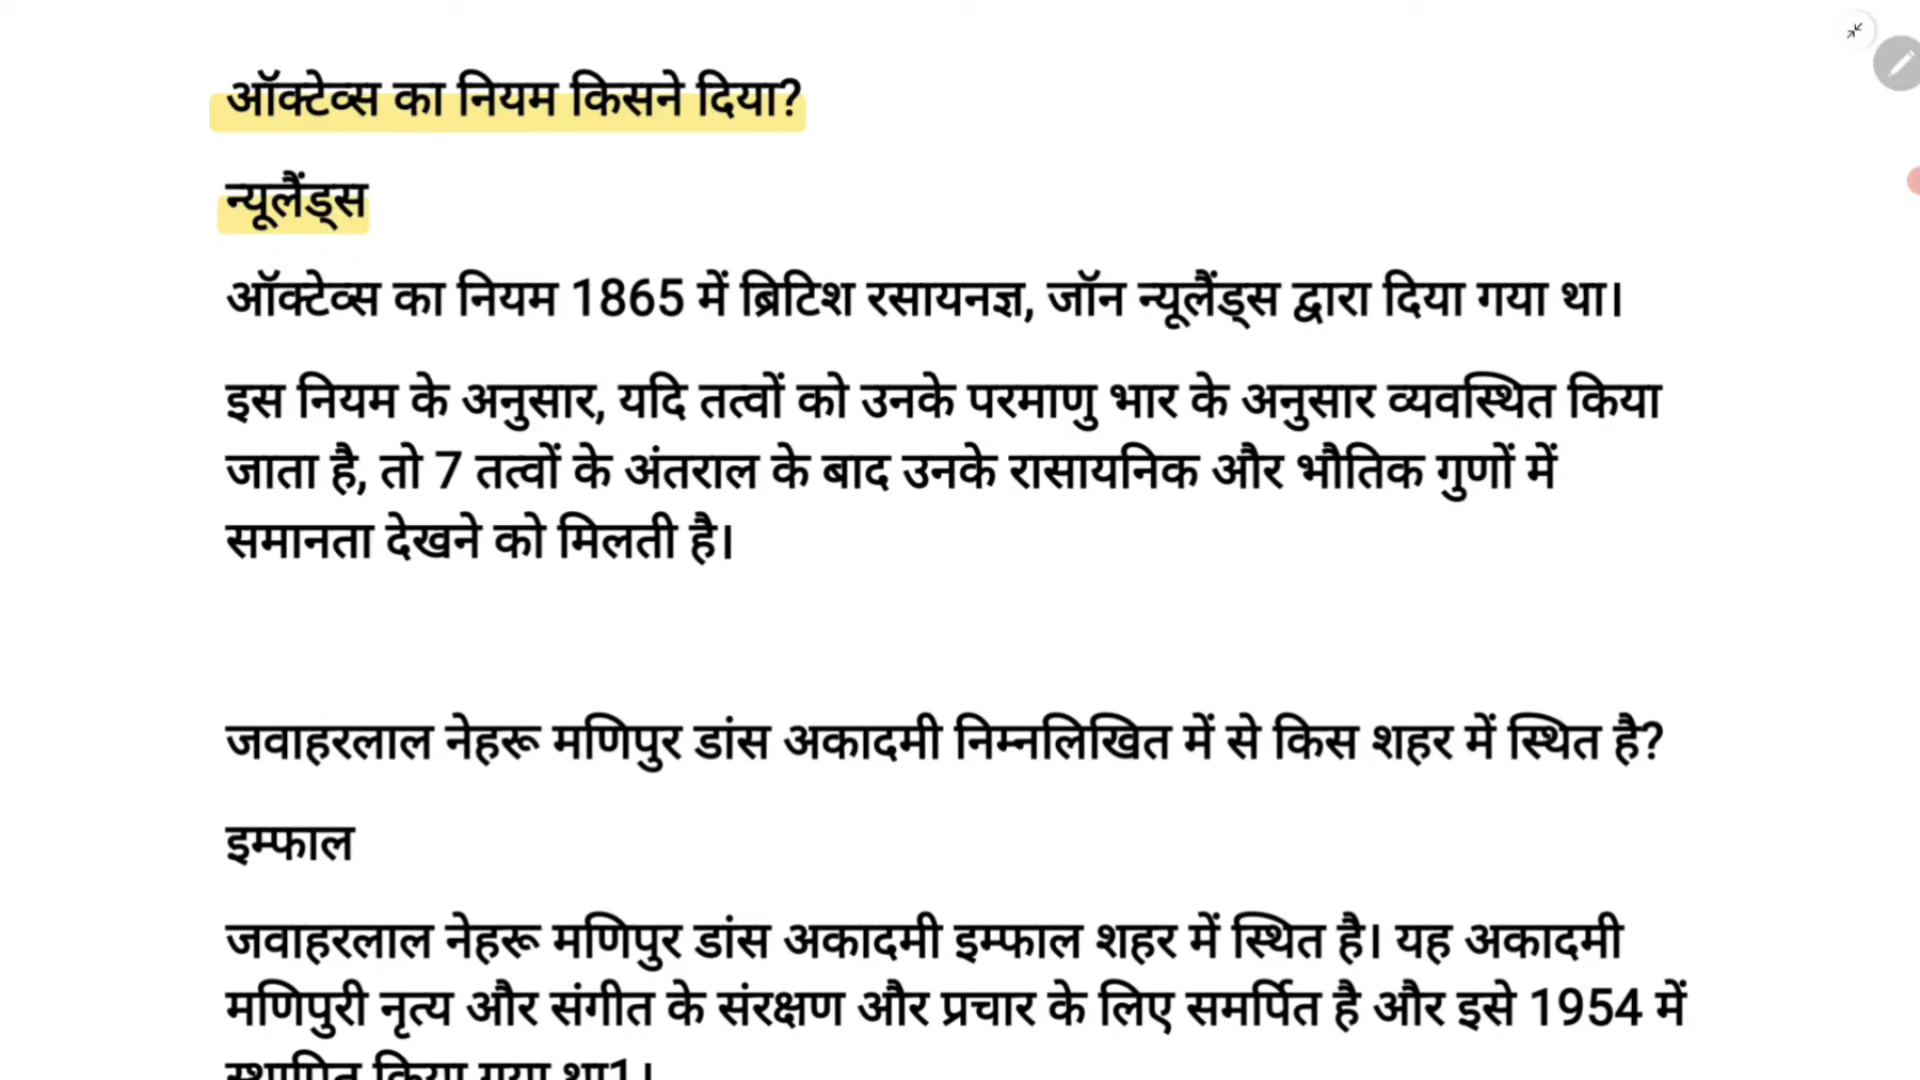 ऑक्टेव्स का नियम किसने दिया?
न्यूलैंड्स
ऑक्टेव्स का नियम 1865 में ब्रिटिश रसायनज्ञ, जॉन न्यूलैंड्स द्वारा दिया गया था।
इस नियम के अनुसार, यदि तत्वों को उनके परमाणु भार के अनुसार व्यवस्थित किया
जाता है, तो 7 तत्वों के अंतराल के बाद उनके रासायनिक और भौतिक गुणों में
समानता देखने को मिलती है।
जवाहरलाल नेहरू मणिपुर डांस अकादमी निम्नलिखित में से किस शहर में स्थित है?
इम्फाल
जवाहरलाल नेहरू मणिपुर डांस अकादमी इम्फाल शहर में स्थित है। यह अकादमी
मणिपुरी नृत्य और संगीत के संरक्षण और प्रचार के लिए समर्पित है और इसे 1954 में
स्थापित किया गया था1।